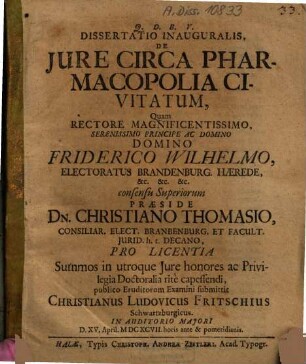 A. Diss. 10833
Q. D. B. V.
DISSERTATIO INAUGURALIS,
DE
JURE CIRCA PHAR-
MACOPOLIA CI-
VITATUM,
Quam
RECTORE MAGNIFICENTISSIMO,
SERENISSIMO PRINCIPE AC DOMINO
DOMINO
FRIDERICO WILHELMO,
ELECTORATUS BRANDENBURG. HÆREDE,
&c. &c. &c.
consensu Superiorum
PRÆSIDE
DN. CHRISTIANO THOMASIO,
CONSILIAR. ELECT. BRANDENBURG. ET FACULT.
JURID. h. t. DECANO,
PRO LICENTIA
Summos in utroque Jure honores ac Privi-
legia Doctoralia ritè capessendi,
publico Eruditorum Examini submittit
CHRISTIANUS LUDOVICUS FRITSCHIUS
Schwartzburgicus.
IN AUDITORIO MAJORI
D. XV. April. M DC XCVII. horis ante & pomeridianis.
HALÆ, Typis CHRISTOPH. ANDREÆ ZEITLERI, Acad. Typogr.